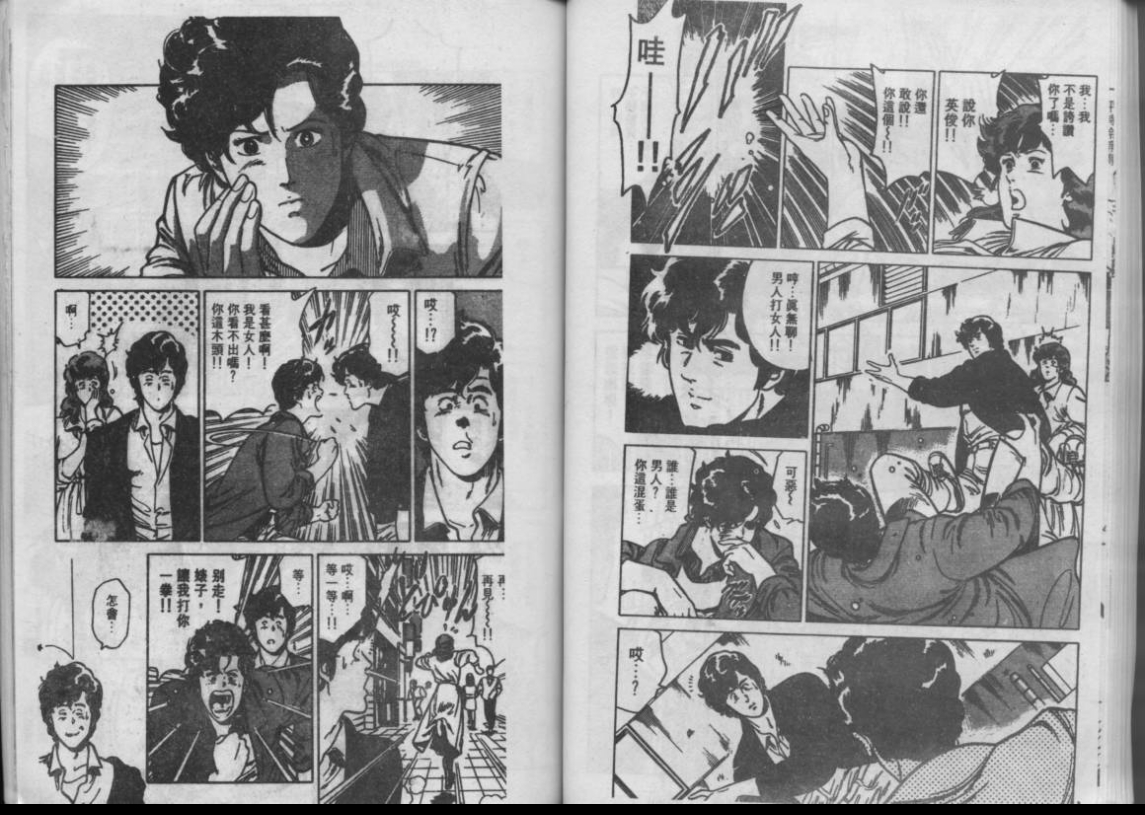 我…我
不是誇讚
你了嗎…
說你
英俊!!
你還
敢說!!
你這個~!!
哇——!!
哼…眞無聊!
男人打女人!!
可惡~
誰…誰是
男人?
你這混蛋…
哎…?
哎…!?
哎~~~!!
看甚麼啊!
我是女人!
你看不出嗎?
你這木頭!!
啊…
再…
再見~~!!
哎…啊…
等一等…!!
等…
別走!
婊子,
讓我打你
一拳!!
怎會…